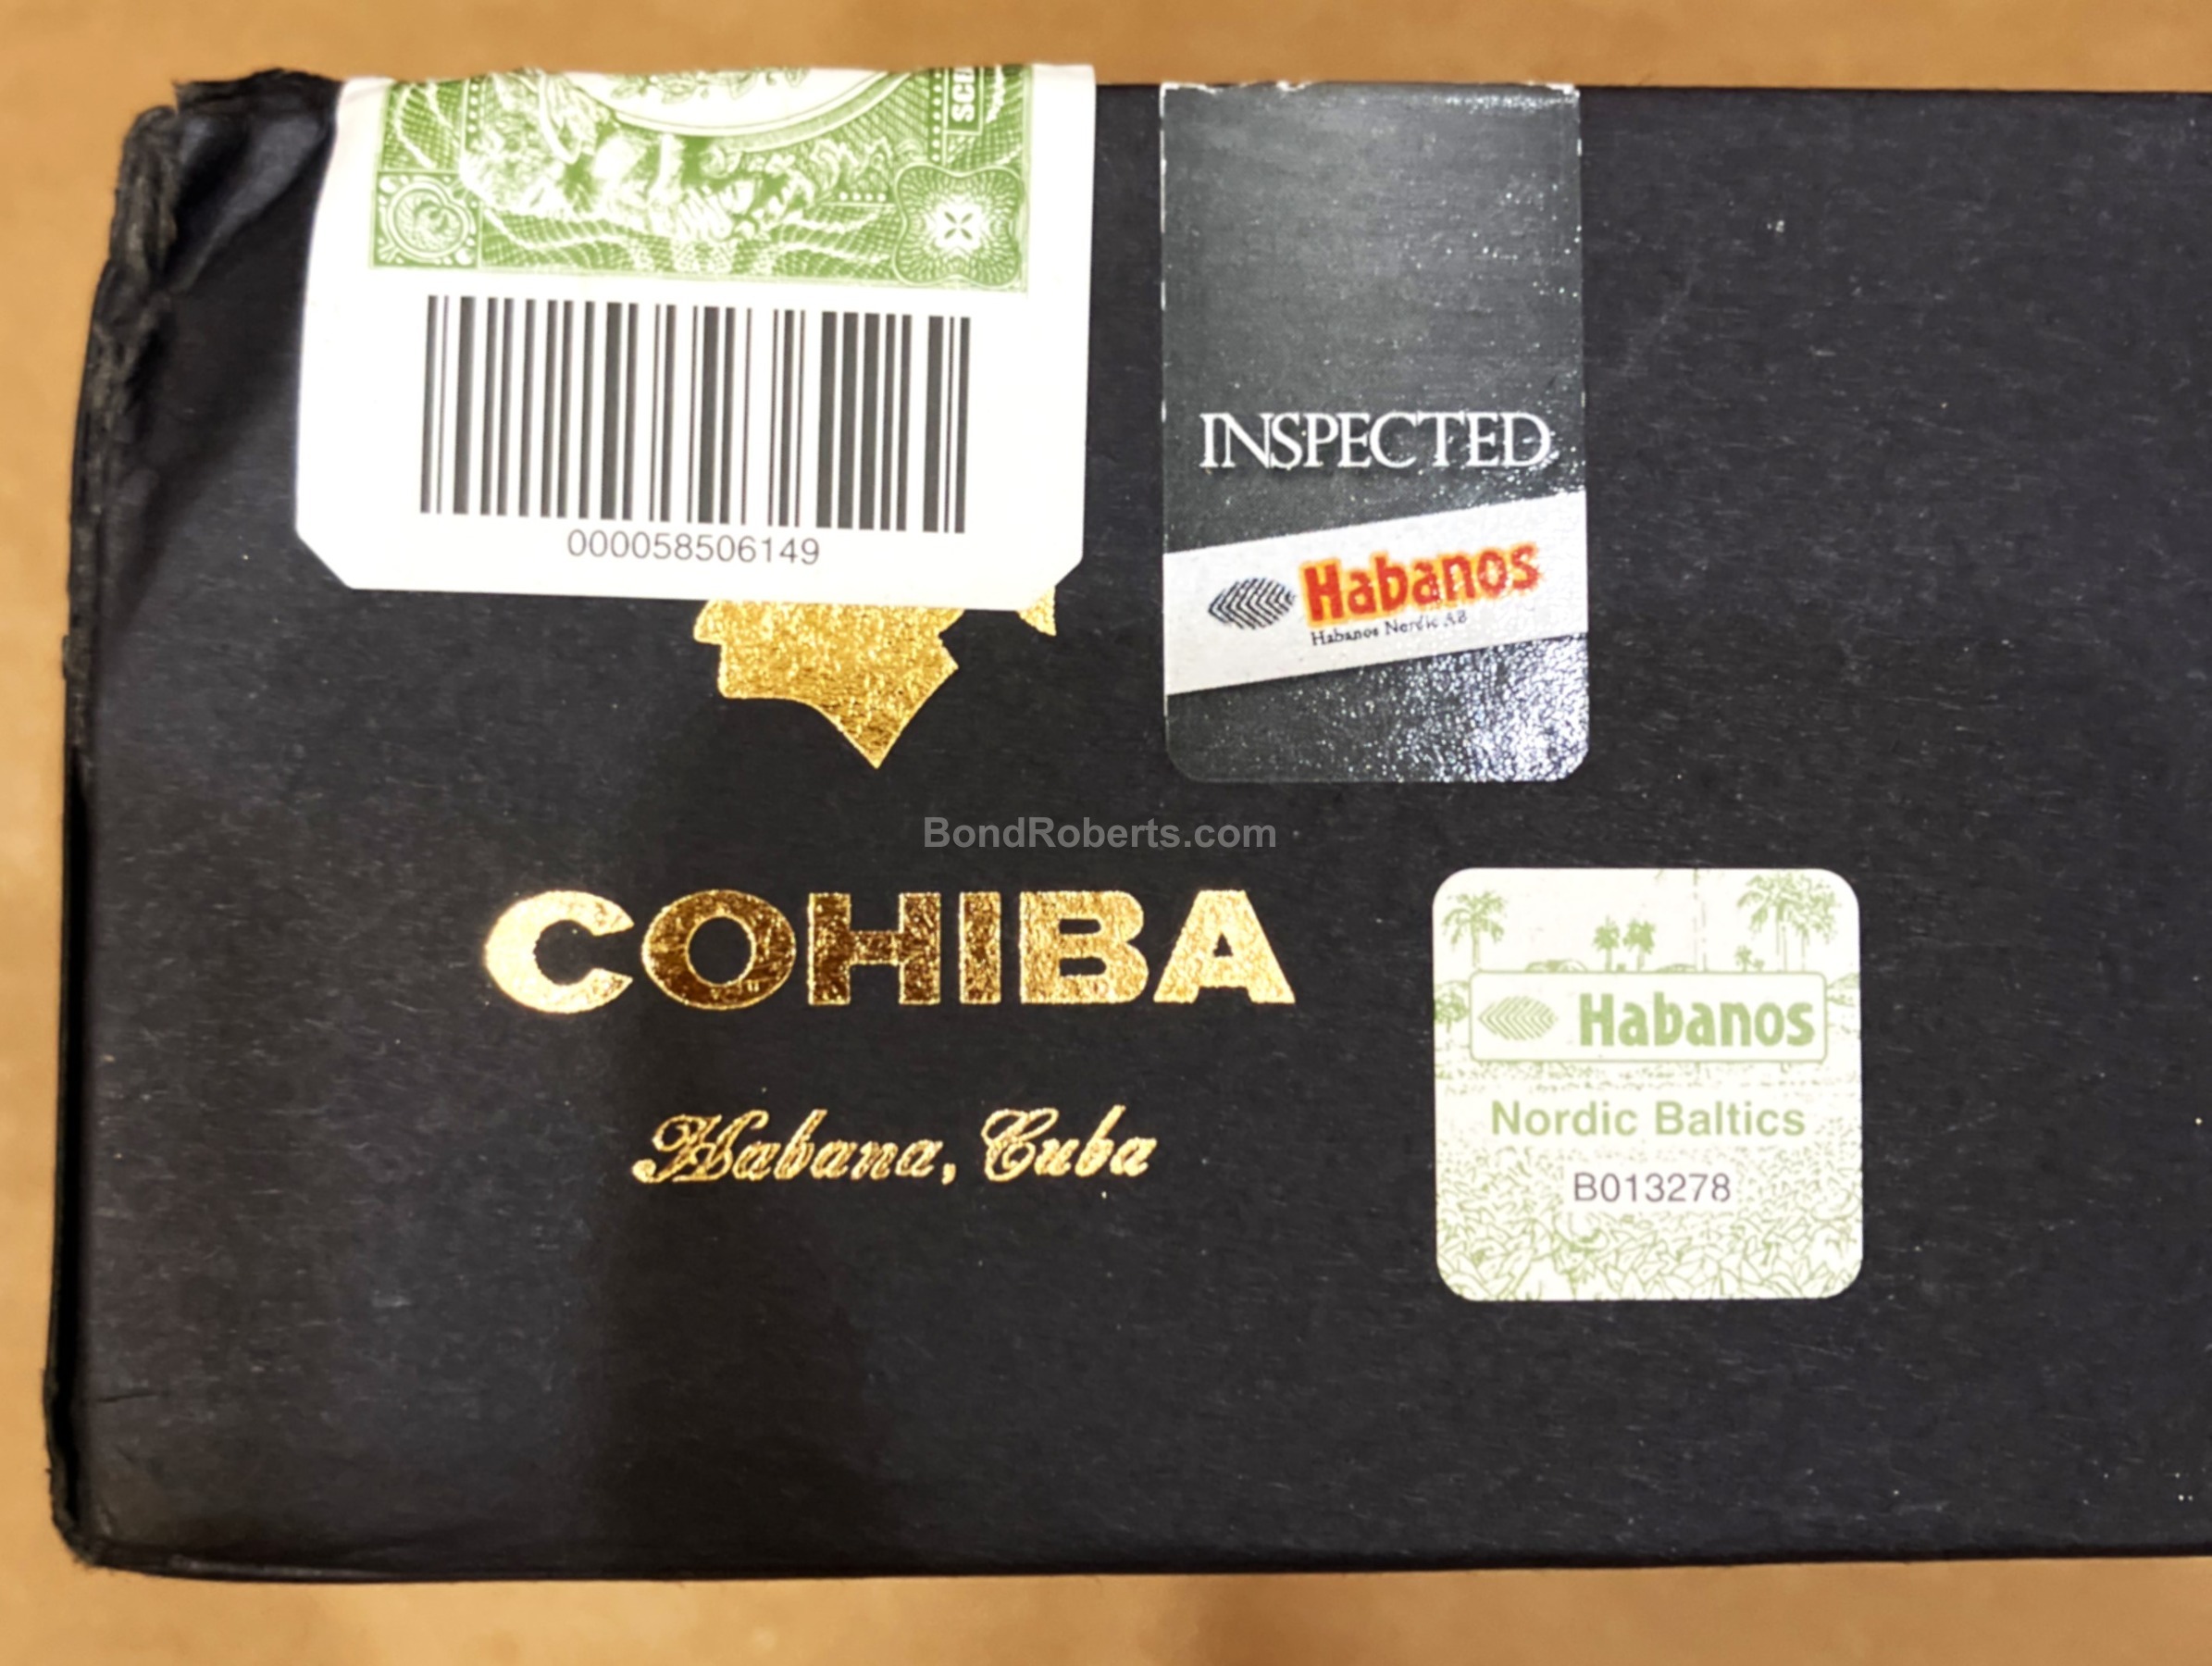 000058506149
INSPECTED
Habanos
Habanos Nordic AB
BondRoberts.com
COHIBA
Habana, Cuba
Habanos
Nordic Baltics
B013278